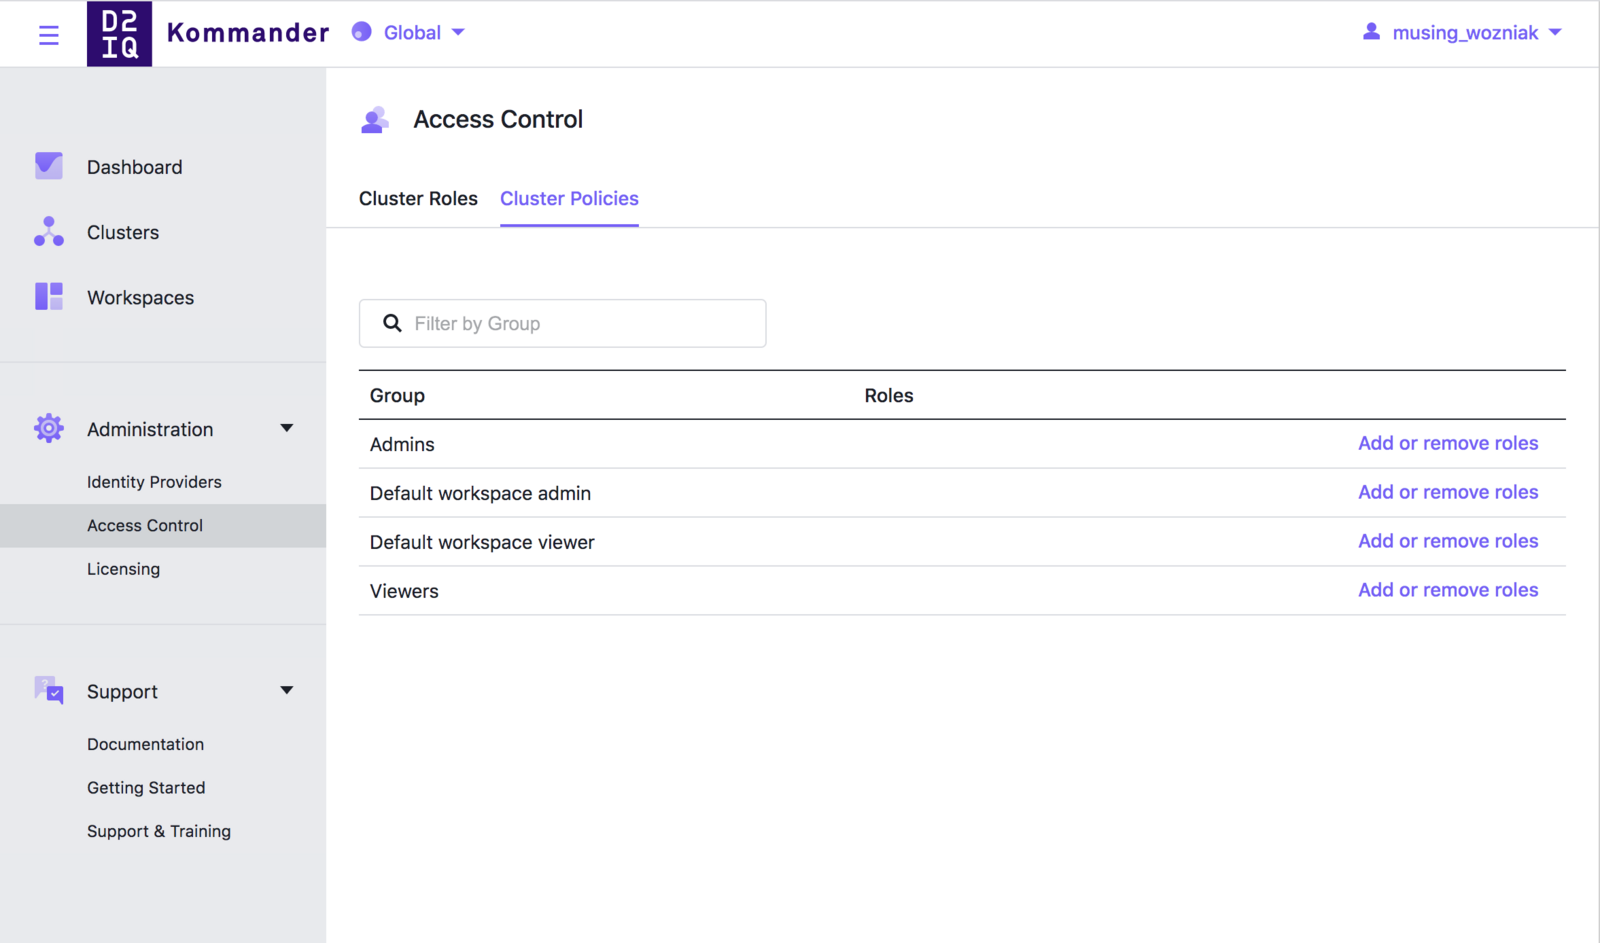 D2
IQ
Kommander
Global
musing_wozniak
Dashboard
Clusters
Workspaces
Administration
Identity Providers
Access Control
Licensing
Support
?
Documentation
Getting Started
Support & Training
Access Control
Cluster Roles
Cluster Policies
Filter by Group
Group Roles
Admins Add or remove roles
Default workspace admin Add or remove roles
Default workspace viewer Add or remove roles
Viewers Add or remove roles